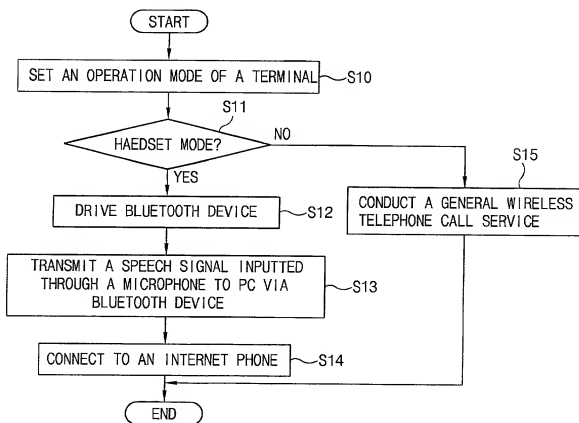 START
SET AN OPERATION MODE OF A TERMINAL
S10
S11
HAEDSET MODE?
NO
YES
S15
DRIVE BLUETOOTH DEVICE
S12
CONDUCT A GENERAL WIRELESS
TELEPHONE CALL SERVICE
TRANSMIT A SPEECH SIGNAL INPUTTED
THROUGH A MICROPHONE TO PC VIA
BLUETOOTH DEVICE
S13
CONNECT TO AN INTERNET PHONE
S14
END